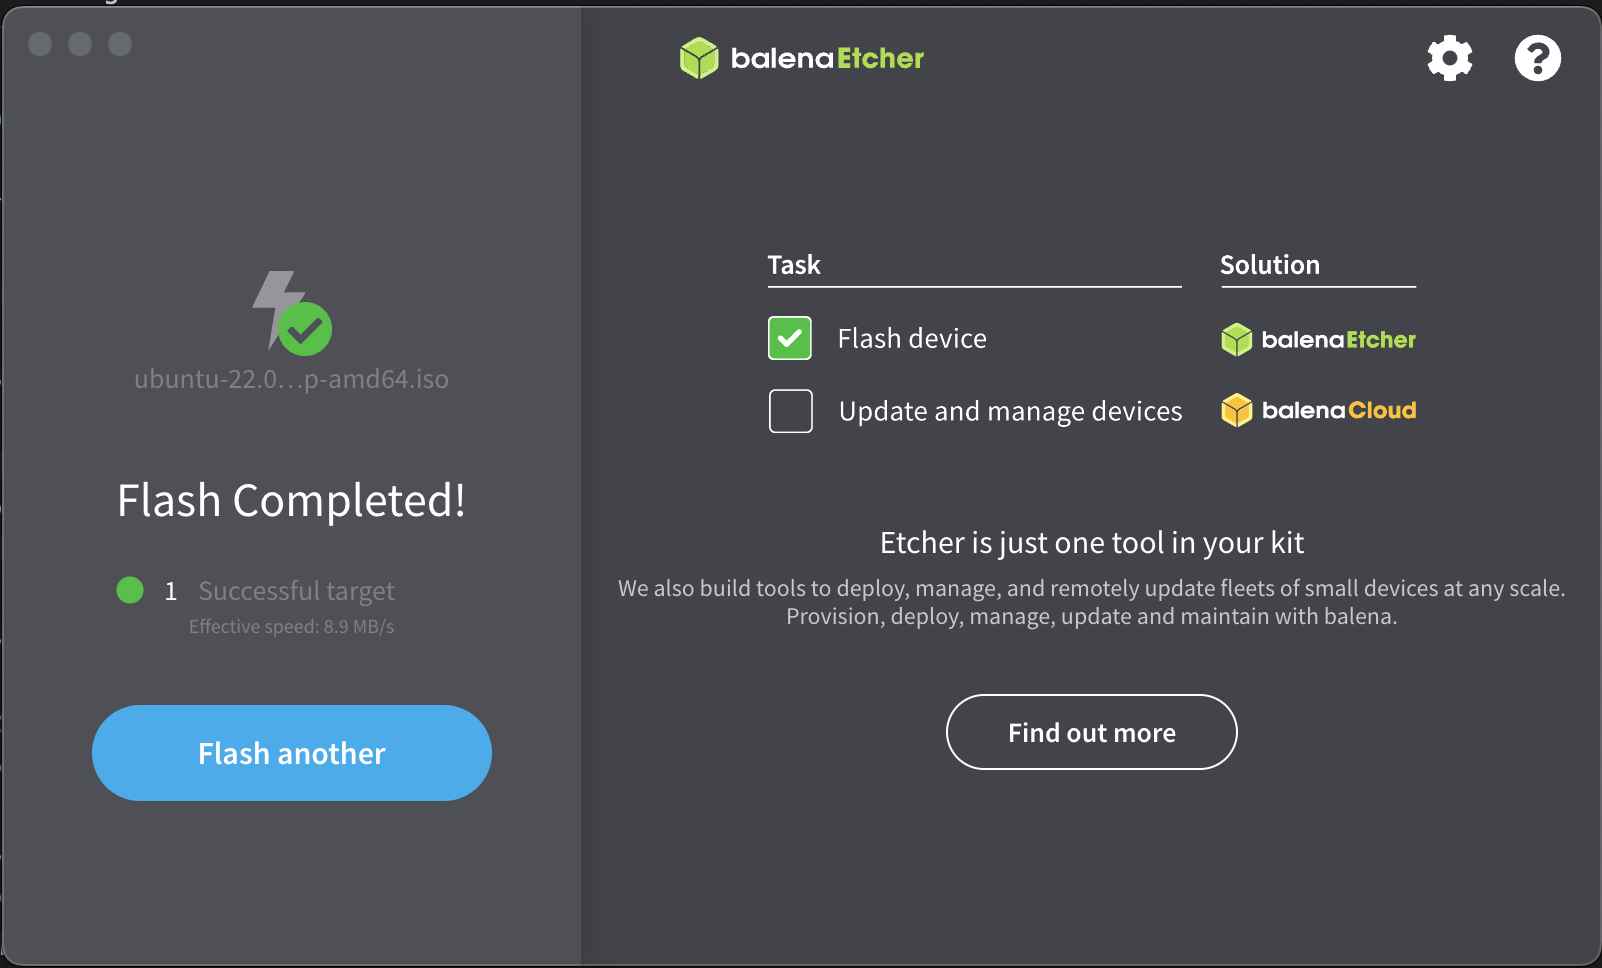 balenaEtcher
ubuntu-22.0...p-amd64.iso
Flash Completed!
1 Successful target
Effective speed: 8.9 MB/s
Flash another
Task Solution
Flash device balenaEtcher
Update and manage devices balenaCloud
Etcher is just one tool in your kit
We also build tools to deploy, manage, and remotely update fleets of small devices at any scale.
Provision, deploy, manage, update and maintain with balena.
Find out more